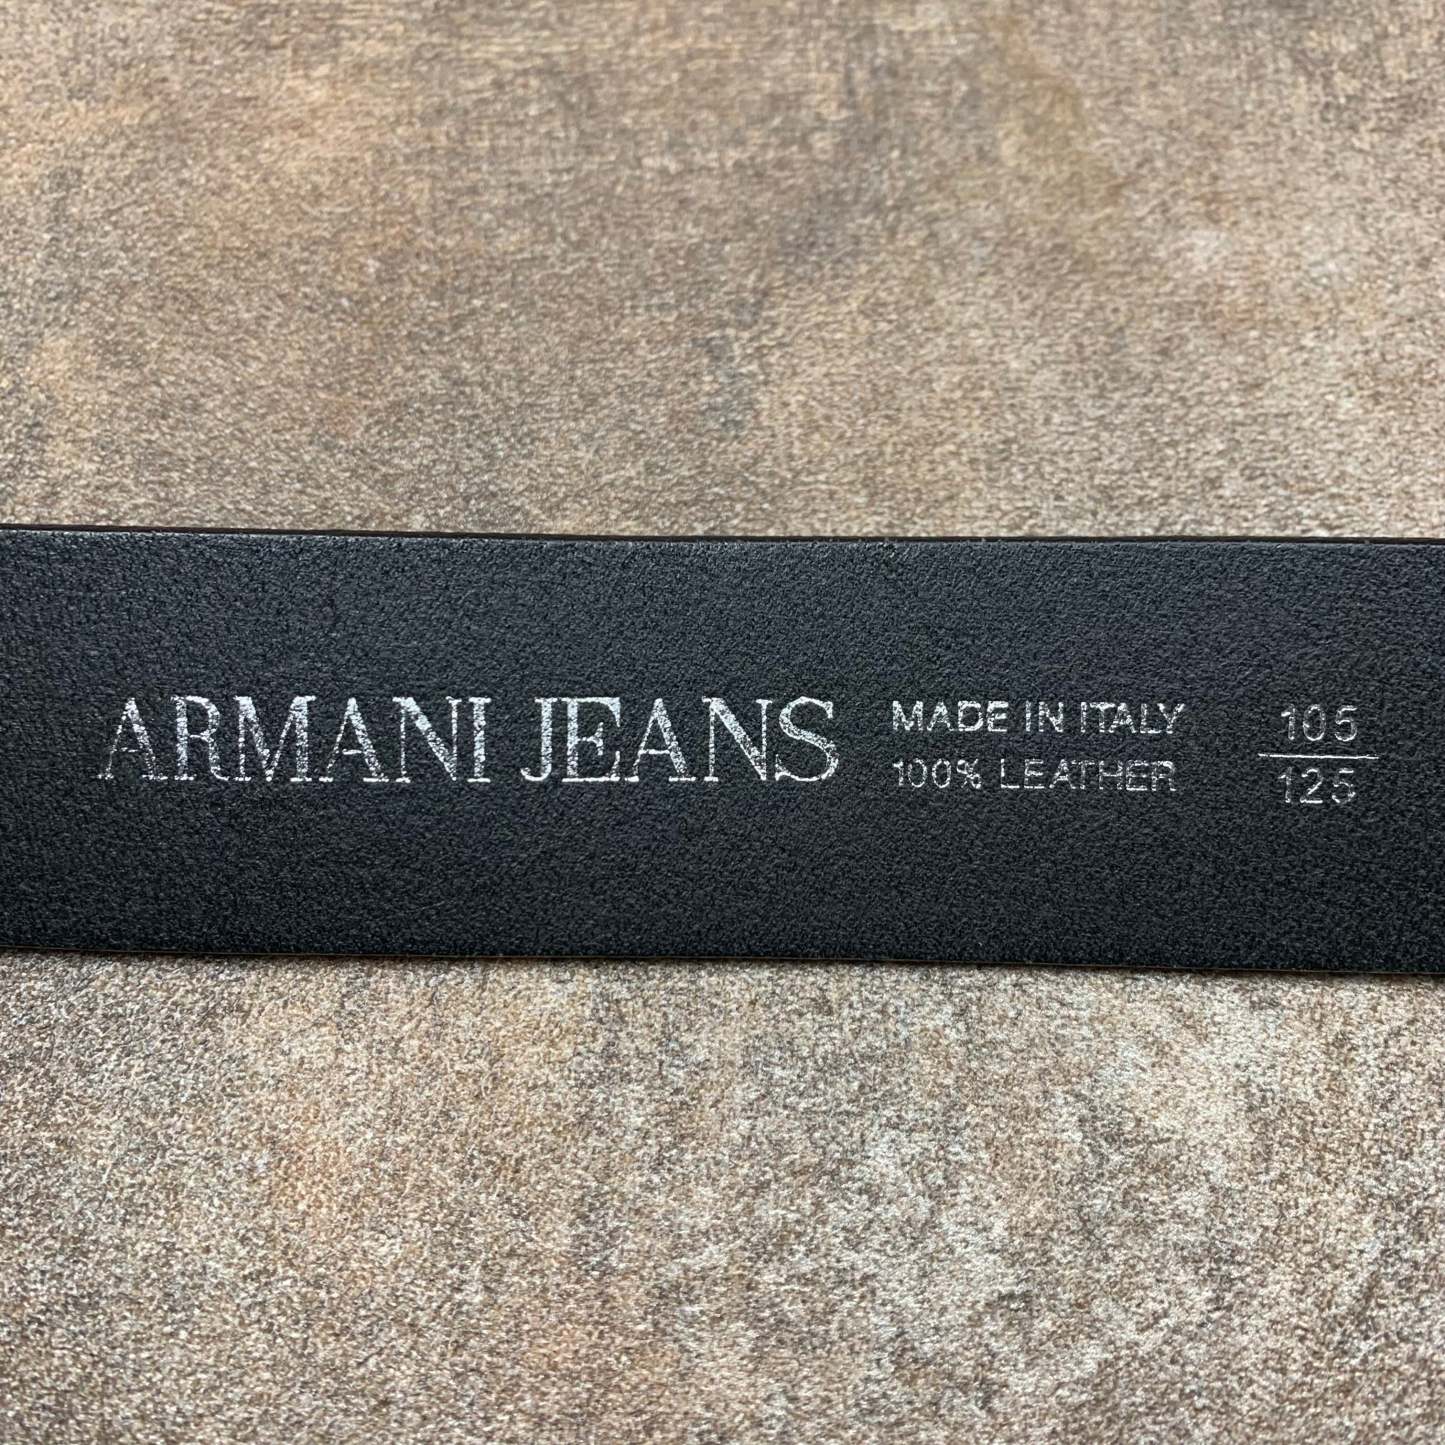 ARMANI JEANS
MADE IN ITALY
100% LEATHER
105
125